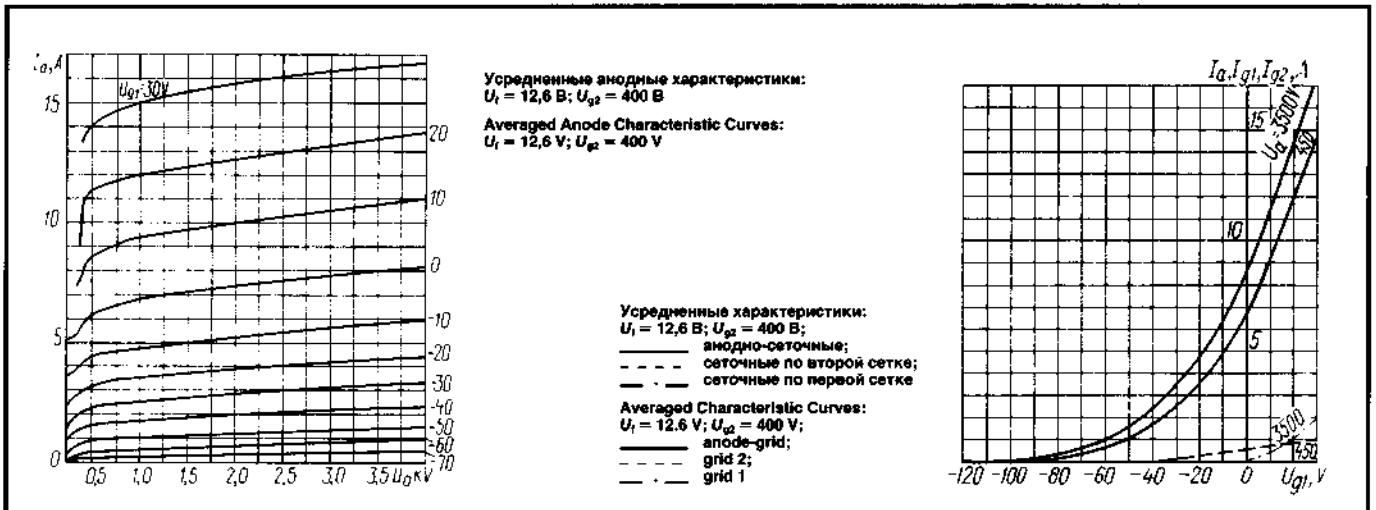 Iа, А
Ug1=30V
15
10
5
0
0,5
1,0
1,5
2,0
2,5
3,0
3,5
Ua кV
20
10
0
-10
-20
-30
-40
-50
-60
-70
Усредненные анодные характеристики:
Uf = 12,6 В; Ug2 = 400 В
Averaged Anode Characteristic Curves:
Uf = 12,6 V; Ug2 = 400 V
Усредненные характеристики:
Uf = 12,6 В; Ug2 = 400 В;
анодно-сеточные;
сеточные по второй сетке;
сеточные по первой сетке
Averaged Characteristic Curves:
Uf = 12.6 V; Ug2 = 400 V;
anode-grid;
grid 2;
grid 1
Ia, Ig1, Ig2, А
15
Ua=3500V
450
10
5
3500
450
-120
-100
-80
-60
-40
-20
0
Ug1, V